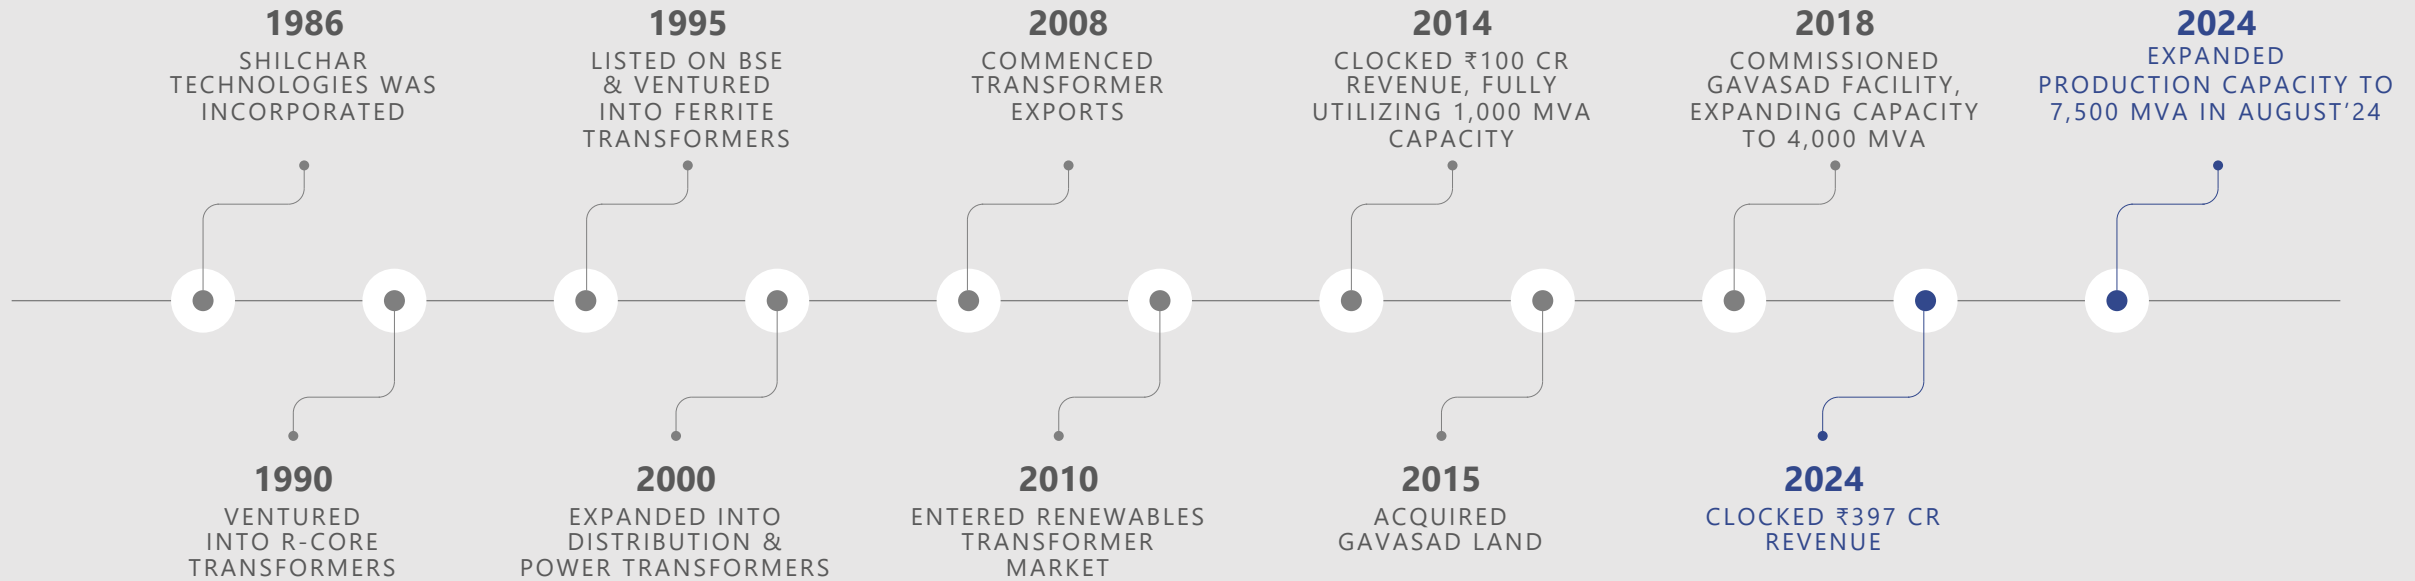 1986
SHILCHAR
TECHNOLOGIES WAS
INCORPORATED
1995
LISTED ON BSE
& VENTURED
INTO FERRITE
TRANSFORMERS
2008
COMMENCED
TRANSFORMER
EXPORTS
2014
CLOCKED ₹100 CR
REVENUE, FULLY
UTILIZING 1,000 MVA
CAPACITY
2018
COMMISSIONED
GAVASAD FACILITY,
EXPANDING CAPACITY
TO 4,000 MVA
2024
EXPANDED
PRODUCTION CAPACITY TO
7,500 MVA IN AUGUST’24
1990
VENTURED
INTO R-CORE
TRANSFORMERS
2000
EXPANDED INTO
DISTRIBUTION &
POWER TRANSFORMERS
2010
ENTERED RENEWABLES
TRANSFORMER
MARKET
2015
ACQUIRED
GAVASAD LAND
2024
CLOCKED ₹397 CR
REVENUE